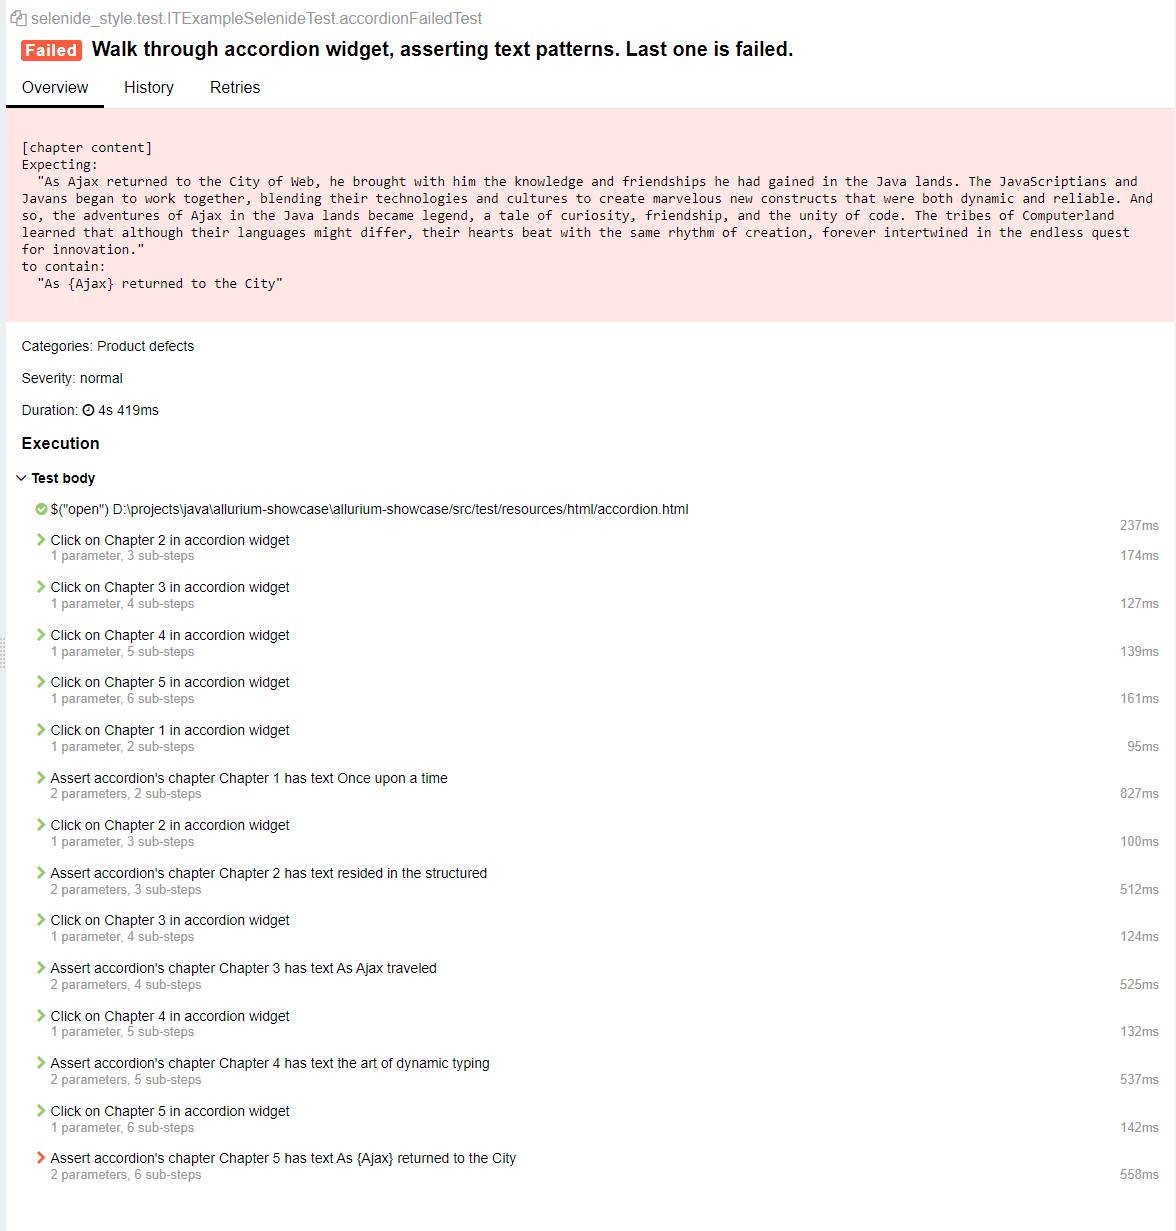 selenide_style.test.ITExampleSelenideTest.accordionFailedTest
Failed Walk through accordion widget, asserting text patterns. Last one is failed.
Overview History Retries
[chapter content]
Expecting:
"As Ajax returned to the City of Web, he brought with him the knowledge and friendships he had gained in the Java lands. The JavaScriptians and
Javans began to work together, blending their technologies and cultures to create marvelous new constructs that were both dynamic and reliable. And
so, the adventures of Ajax in the Java lands became legend, a tale of curiosity, friendship, and the unity of code. The tribes of Computerland
learned that although their languages might differ, their hearts beat with the same rhythm of creation, forever intertwined in the endless quest
for innovation."
to contain:
"As {Ajax} returned to the City"
Categories: Product defects
Severity: normal
Duration: 4s 419ms
Execution
Test body
$("open") D:\projects\java\allurium-showcase\allurium-showcase/src/test/resources/html/accordion.html
237ms
Click on Chapter 2 in accordion widget
1 parameter, 3 sub-steps 174ms
Click on Chapter 3 in accordion widget
1 parameter, 4 sub-steps 127ms
Click on Chapter 4 in accordion widget
1 parameter, 5 sub-steps 139ms
Click on Chapter 5 in accordion widget
1 parameter, 6 sub-steps 161ms
Click on Chapter 1 in accordion widget
1 parameter, 2 sub-steps 95ms
Assert accordion's chapter Chapter 1 has text Once upon a time
2 parameters, 2 sub-steps 827ms
Click on Chapter 2 in accordion widget
1 parameter, 3 sub-steps 100ms
Assert accordion's chapter Chapter 2 has text resided in the structured
2 parameters, 3 sub-steps 512ms
Click on Chapter 3 in accordion widget
1 parameter, 4 sub-steps 124ms
Assert accordion's chapter Chapter 3 has text As Ajax traveled
2 parameters, 4 sub-steps 525ms
Click on Chapter 4 in accordion widget
1 parameter, 5 sub-steps 132ms
Assert accordion's chapter Chapter 4 has text the art of dynamic typing
2 parameters, 5 sub-steps 537ms
Click on Chapter 5 in accordion widget
1 parameter, 6 sub-steps 142ms
Assert accordion's chapter Chapter 5 has text As {Ajax} returned to the City
2 parameters, 6 sub-steps 558ms